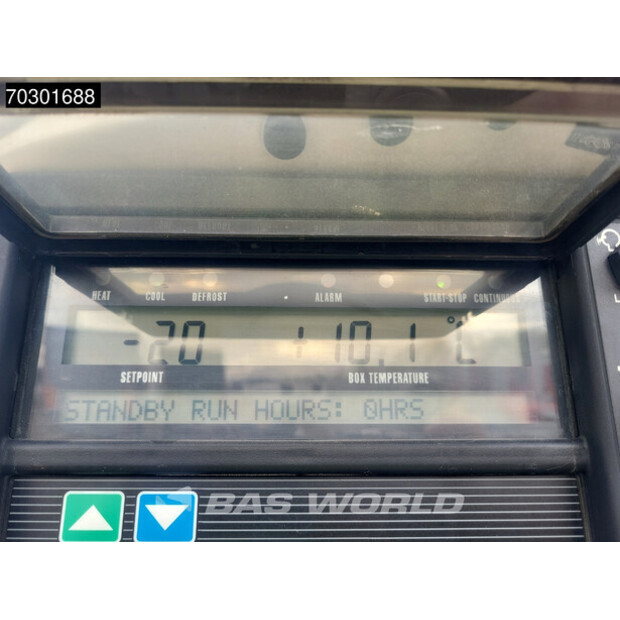 70301688
HEAT COOL DEFROST ALARM START-STOP CONTINUOUS
-20 +10.1 °C
SETPOINT BOX TEMPERATURE
STANDBY RUN HOURS: 0HRS
BAS WORLD